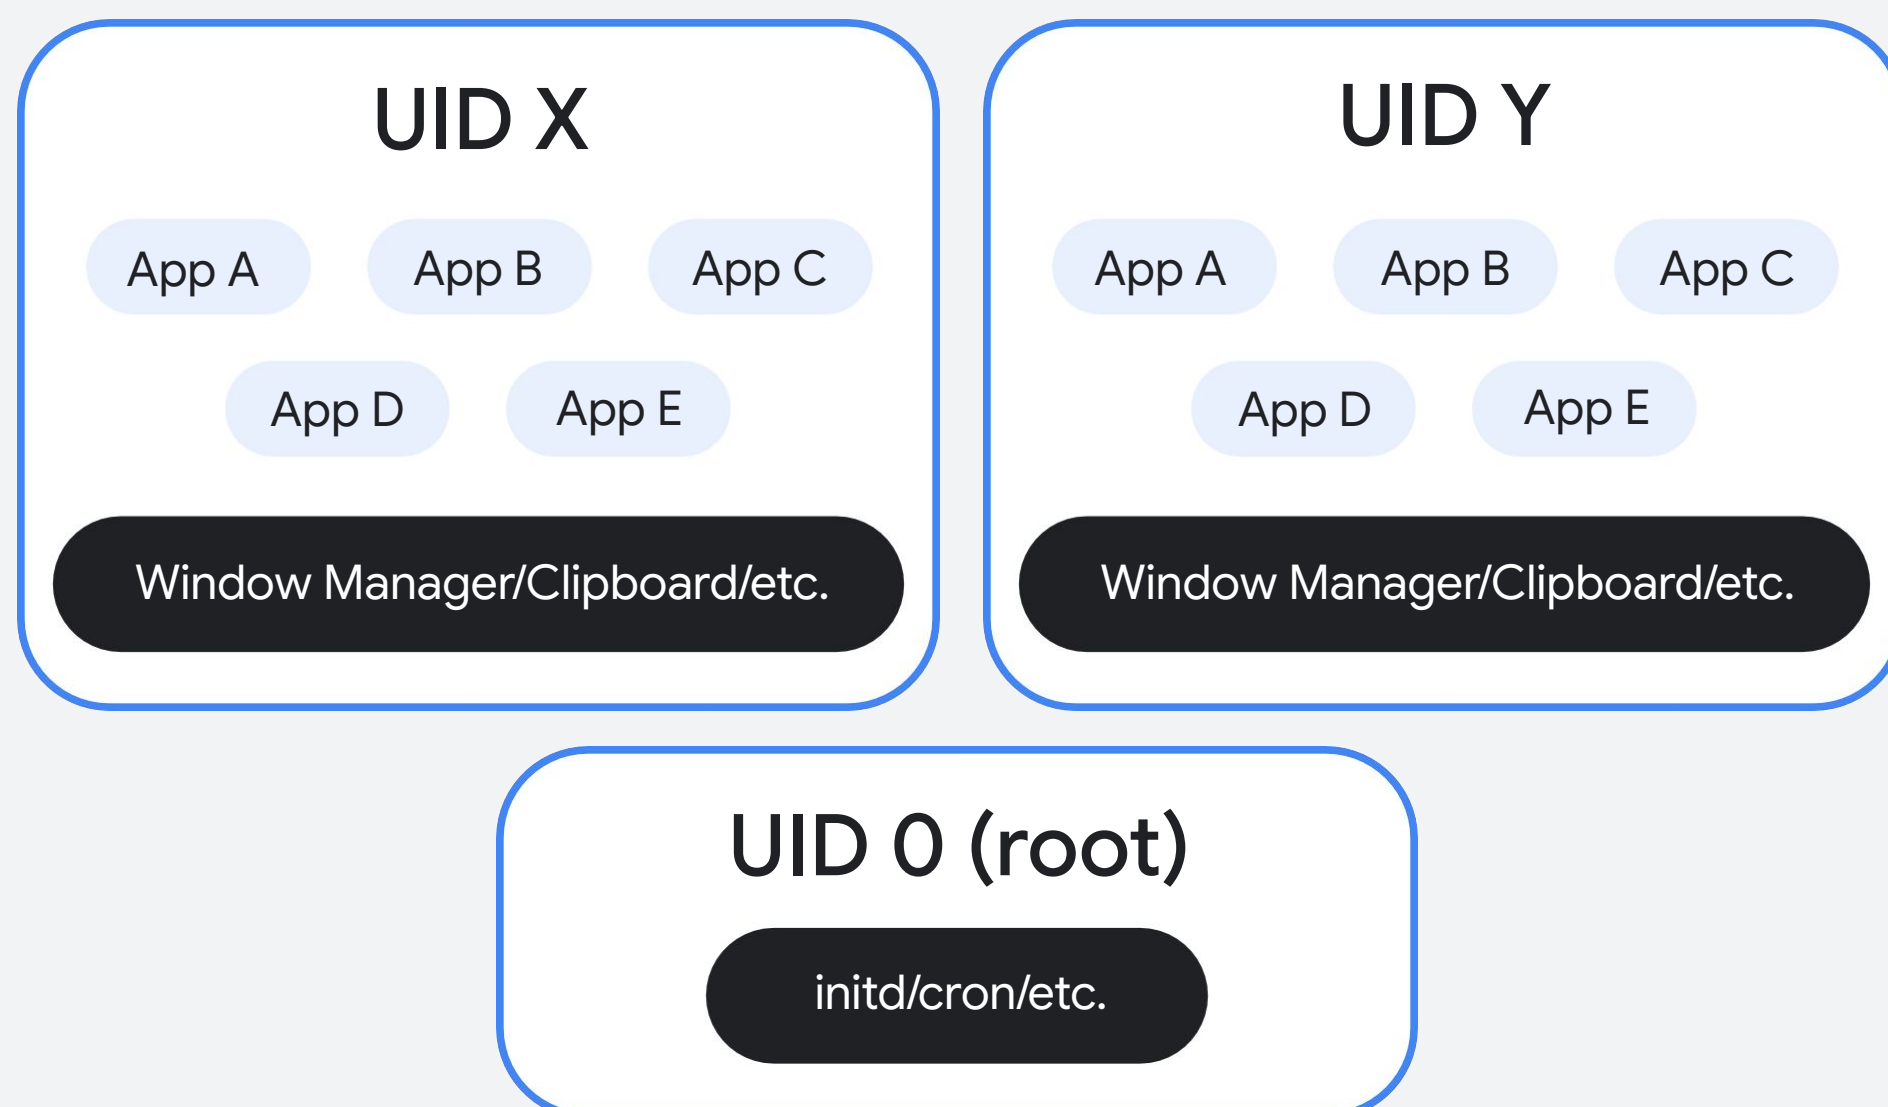 UID X
App A
App B
App C
App D
App E
Window Manager/Clipboard/etc.
UID Y
App A
App B
App C
App D
App E
Window Manager/Clipboard/etc.
UID 0 (root)
initd/cron/etc.